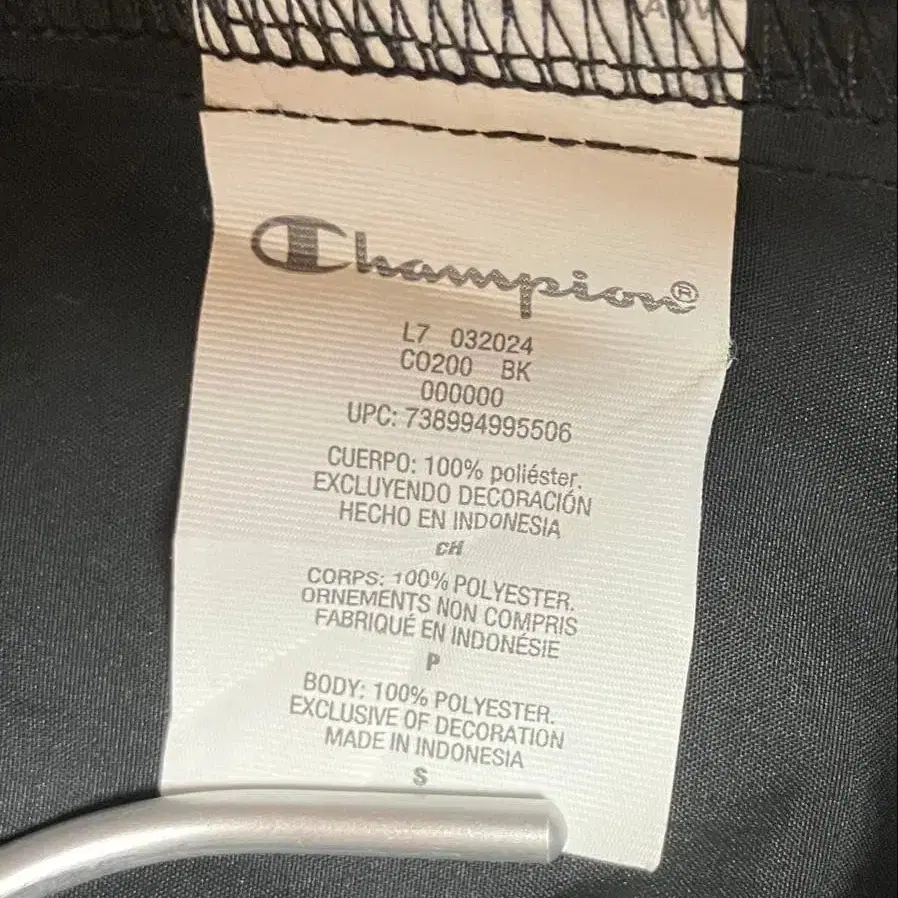 Champion®
L7 032024
CO200 BK
000000
UPC: 738994995506
CUERPO: 100% poliéster.
EXCLUYENDO DECORACIÓN
HECHO EN INDONESIA
CH
CORPS: 100% POLYESTER.
ORNEMENTS NON COMPRIS
FABRIQUÉ EN INDONÉSIE
P
BODY: 100% POLYESTER.
EXCLUSIVE OF DECORATION
MADE IN INDONESIA
S